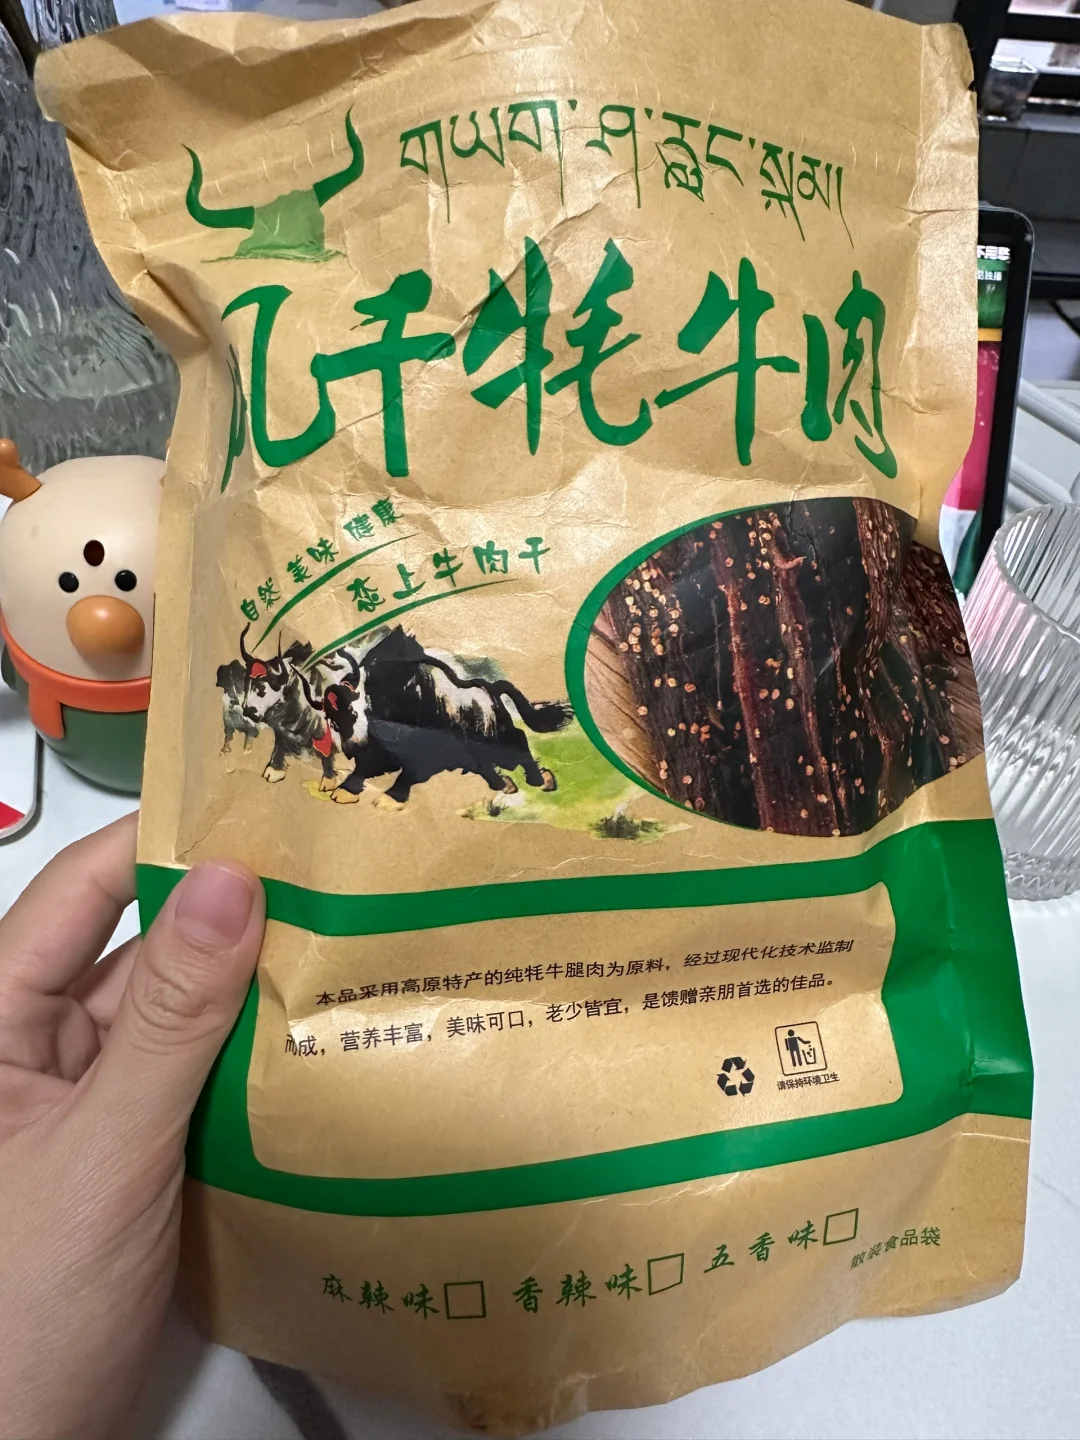 གཡག་ཤ་
风干牦牛肉
自然 美味 健康
恋上牛肉干
本品采用高原特产的纯牦牛腿肉为原料，经过现代化技术监制
而成，营养丰富，美味可口，老少皆宜，是馈赠亲朋首选的佳品。
请保持环境卫生
麻辣味□ 香辣味□ 五香味□
散装食品袋